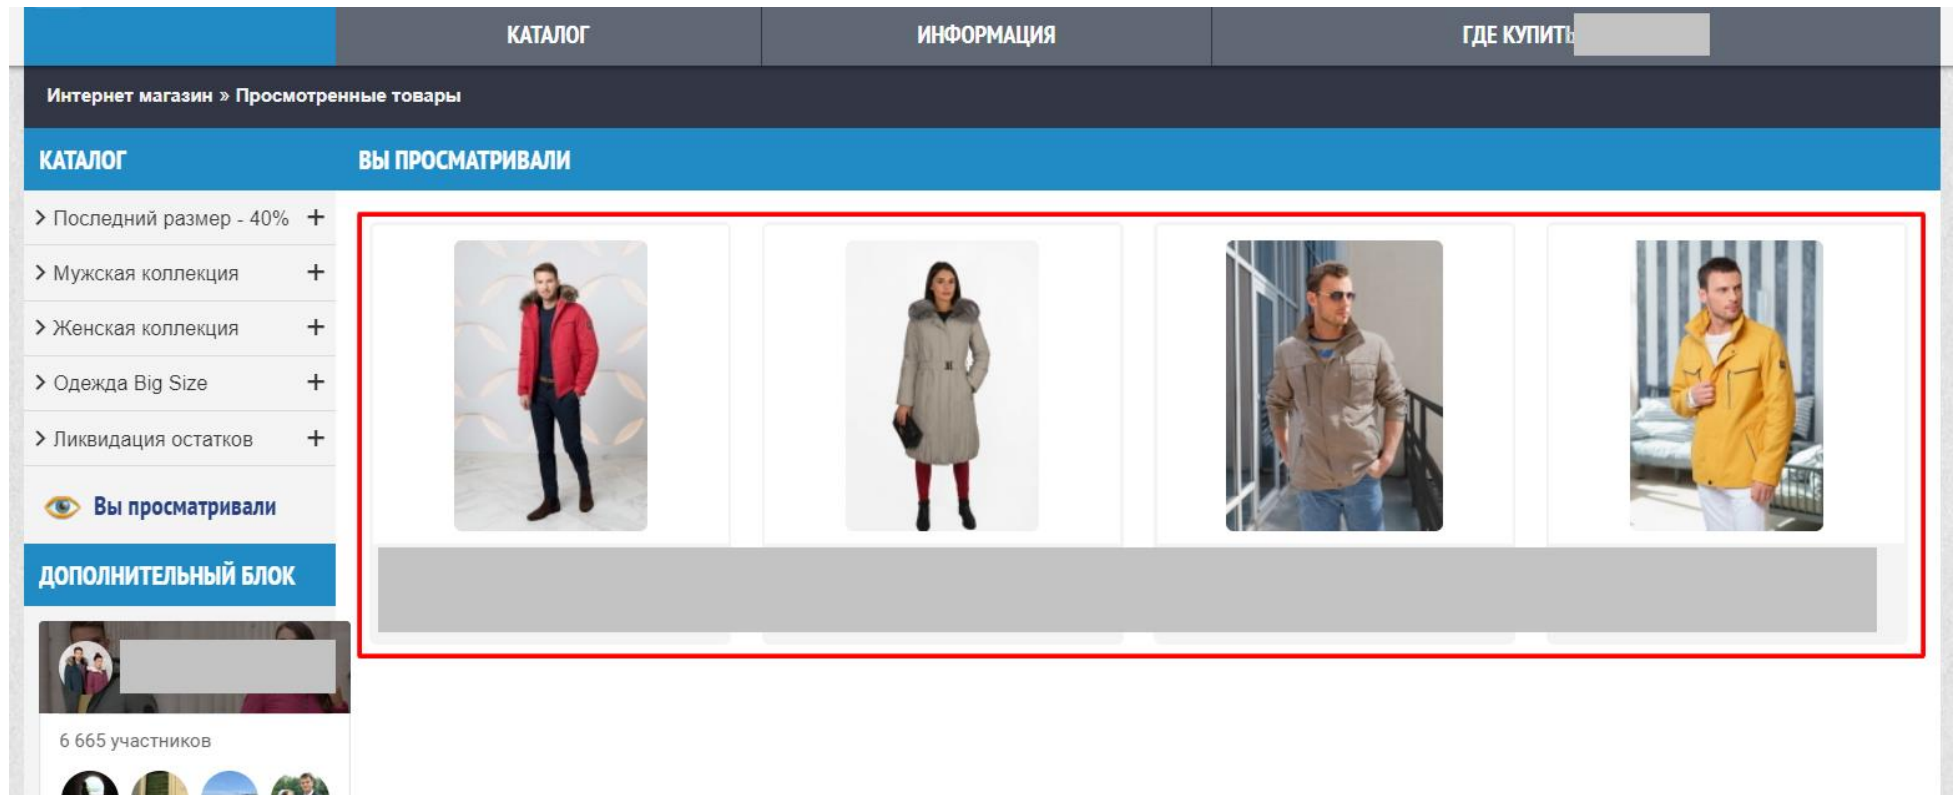 КАТАЛОГ
ИНФОРМАЦИЯ
ГДЕ КУПИТЬ
Интернет магазин » Просмотренные товары
КАТАЛОГ
ВЫ ПРОСМАТРИВАЛИ
Последний размер - 40% +
Мужская коллекция +
Женская коллекция +
Одежда Big Size +
Ликвидация остатков +
Вы просматривали
ДОПОЛНИТЕЛЬНЫЙ БЛОК
6 665 участников